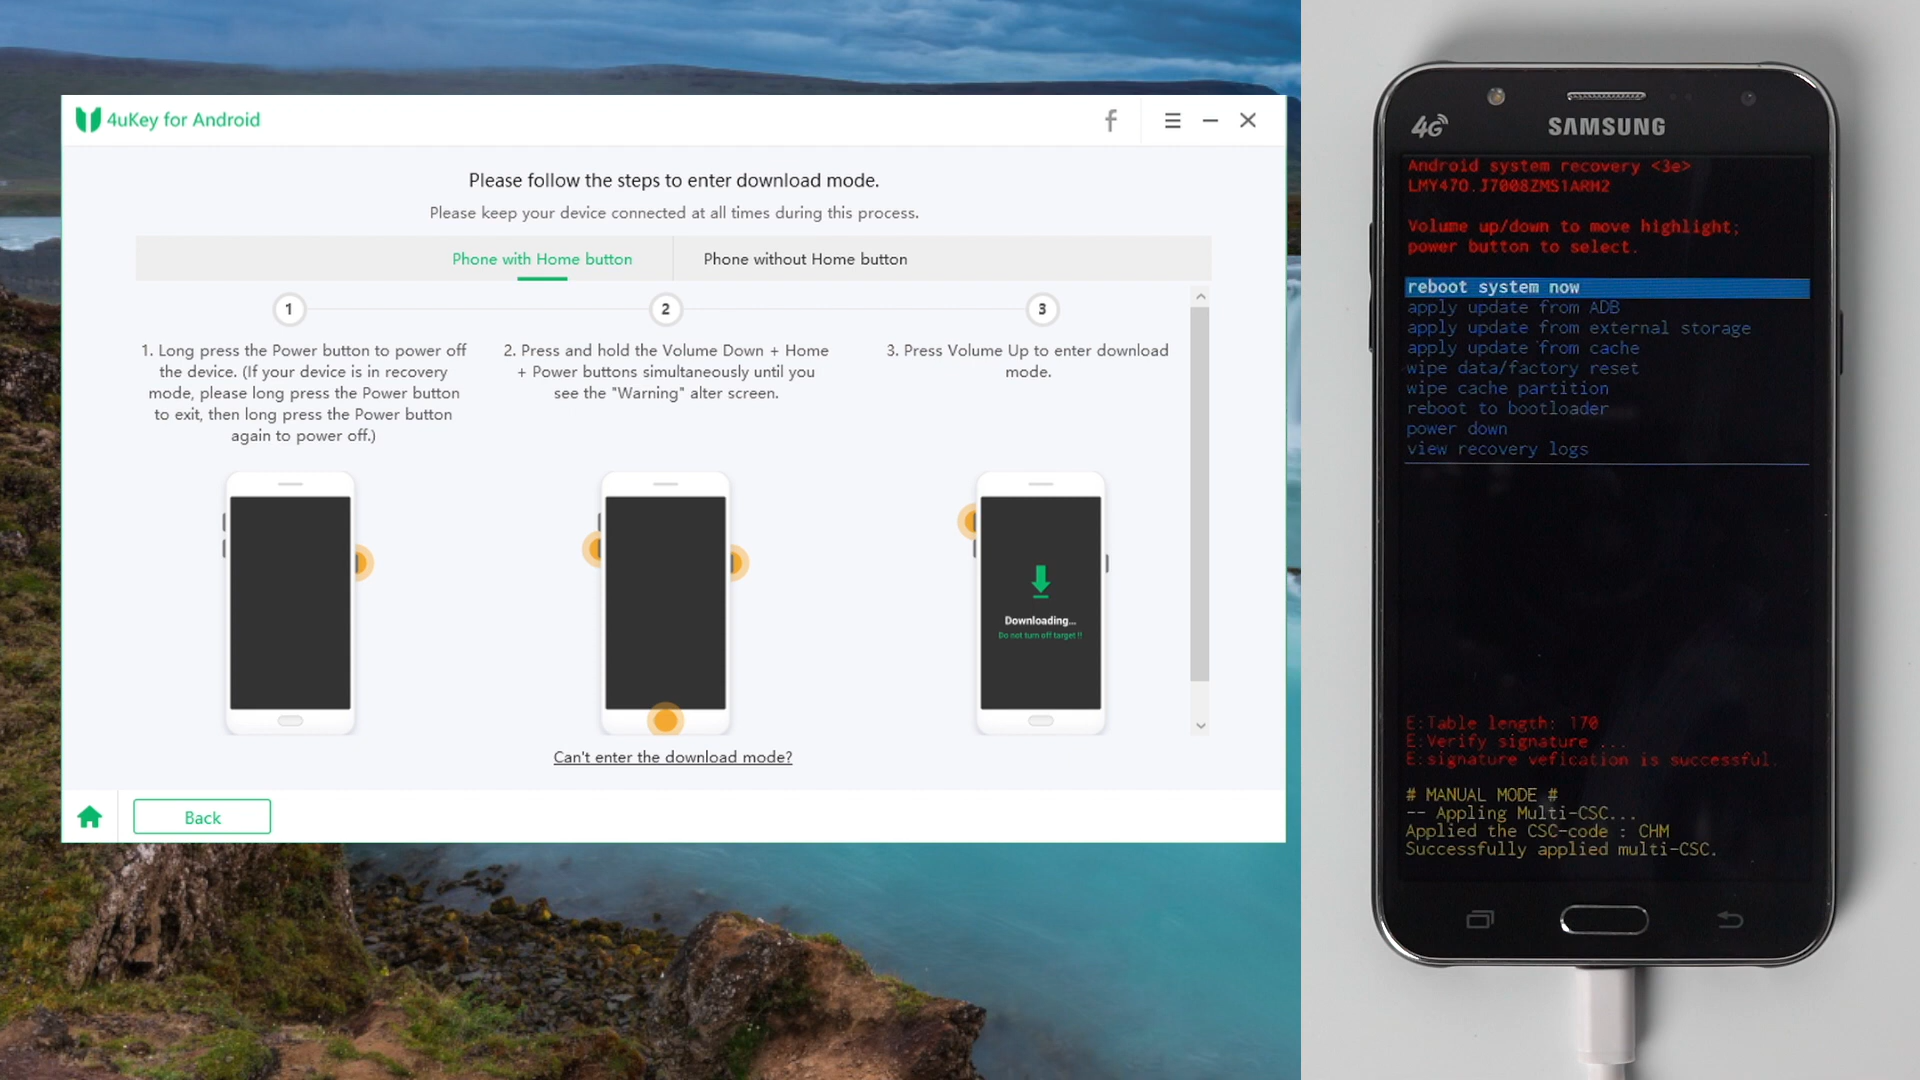 4uKey for Android
Please follow the steps to enter download mode.
Please keep your device connected at all times during this process.
Phone with Home button
Phone without Home button
1
2
3
1. Long press the Power button to power off
the device. (If your device is in recovery
mode, please long press the Power button
to exit, then long press the Power button
again to power off.)
2. Press and hold the Volume Down + Home
+ Power buttons simultaneously until you
see the "Warning" alter screen.
3. Press Volume Up to enter download
mode.
Downloading...
Do not turn off target !!
Can't enter the download mode?
Back
4G
SAMSUNG
Android system recovery <3e>
LMY47O.J7008ZMS1ARH2
Volume up/down to move highlight;
power button to select.
reboot system now
apply update from ADB
apply update from external storage
apply update from cache
wipe data/factory reset
wipe cache partition
reboot to bootloader
power down
view recovery logs
E:Table length: 170
E:Verify signature ...
E:signature vefication is successful.
# MANUAL MODE #
-- Appling Multi-CSC...
Applied the CSC-code : CHM
Successfully applied multi-CSC.